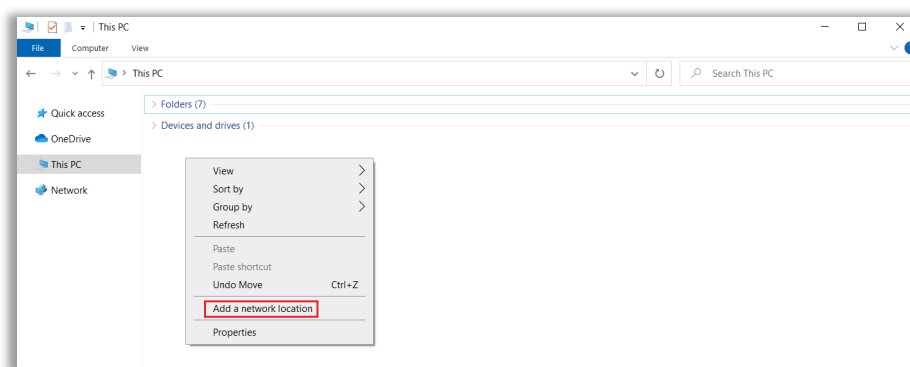 This PC
File Computer View
This PC Search This PC
Quick access
OneDrive
This PC
Network
Folders (7)
Devices and drives (1)
View
Sort by
Group by
Refresh
Paste
Paste shortcut
Undo Move Ctrl+Z
Add a network location
Properties